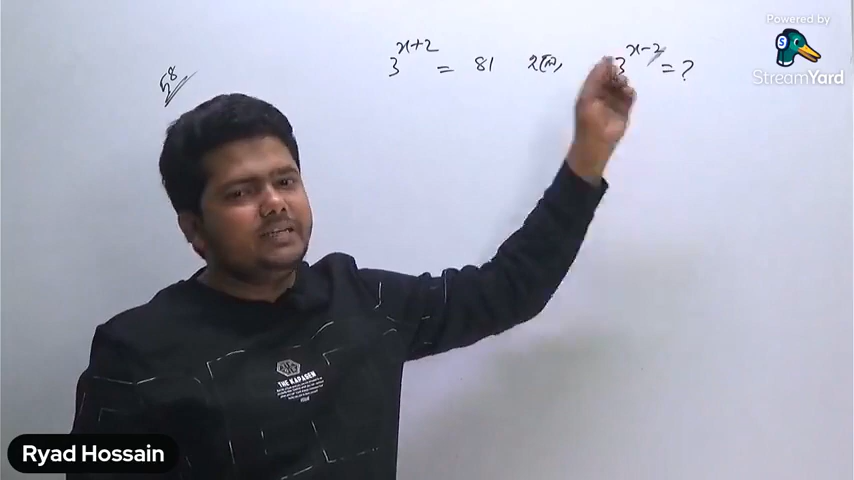 Powered by
StreamYard
3^{x+2} = 81 হলে, 3^{x-2} = ?
58
THE KAPASEN
Ryad Hossain